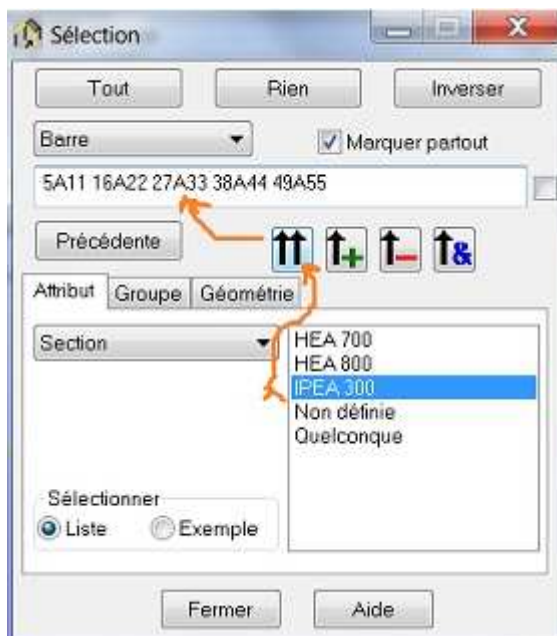 Sélection
Tout Rien Inverser
Barre Marquer partout
5A11 16A22 27A33 38A44 49A55
Précédente
&
Attribut Groupe Géométrie
Section
HEA 700
HEA 800
IPEA 300
Non définie
Quelconque
Sélectionner
Liste Exemple
Fermer Aide